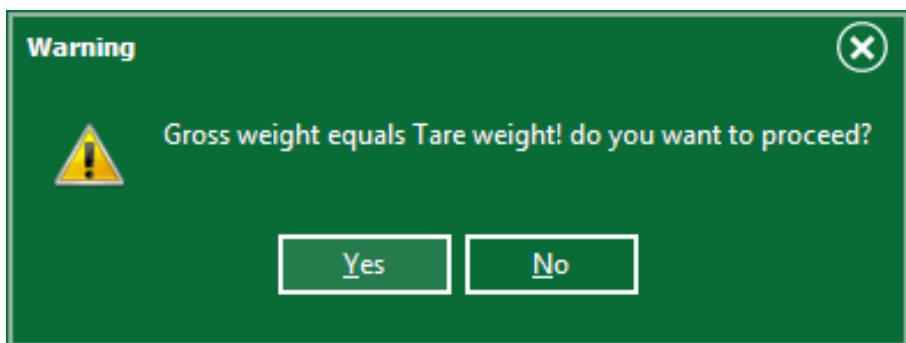 Warning
Gross weight equals Tare weight! do you want to proceed?
Yes
No